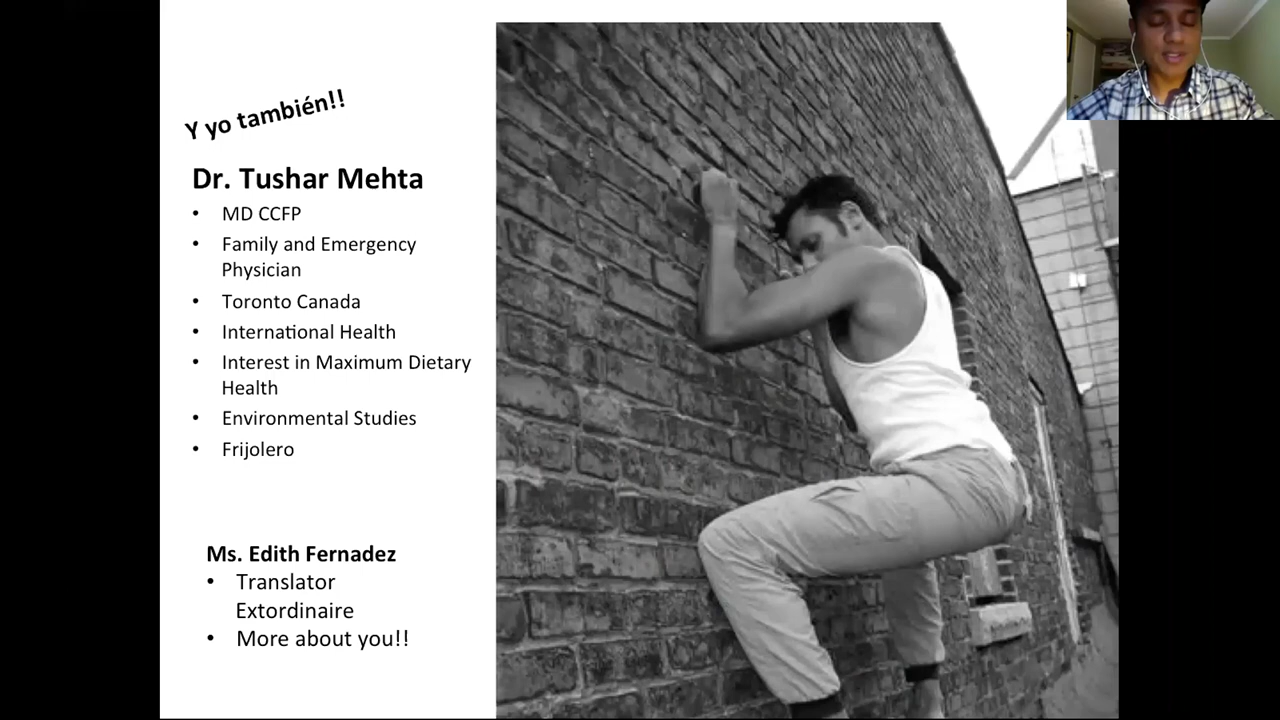 Y yo también!!
Dr. Tushar Mehta
• MD CCFP
• Family and Emergency
Physician
• Toronto Canada
• International Health
• Interest in Maximum Dietary
Health
• Environmental Studies
• Frijolero
Ms. Edith Fernadez
• Translator
Extordinaire
• More about you!!